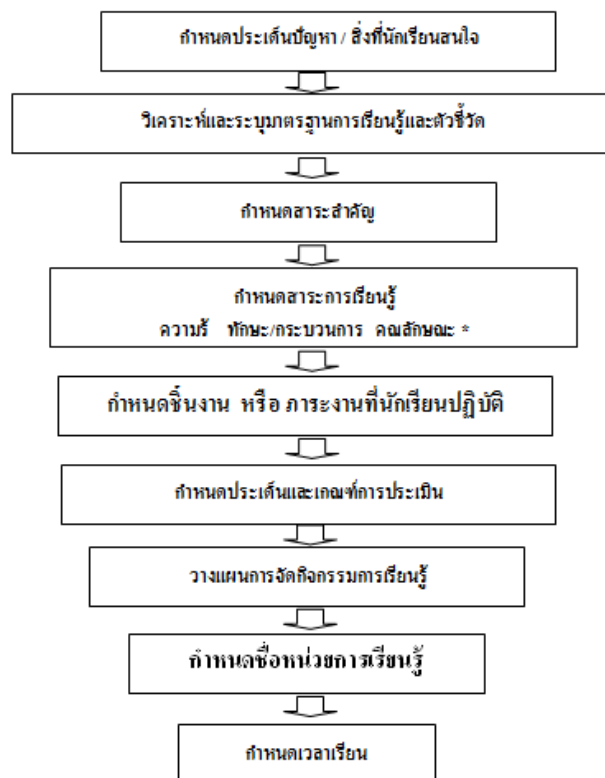 กำหนดประเด็นปัญหา / สิ่งที่นักเรียนสนใจ
วิเคราะห์และระบุมาตรฐานการเรียนรู้และตัวชี้วัด
กำหนดสาระสำคัญ
กำหนดสาระการเรียนรู้
ความรู้ ทักษะ/กระบวนการ คุณลักษณะ *
กำหนดชิ้นงาน หรือ ภาระงานที่นักเรียนปฏิบัติ
กำหนดประเด็นและเกณฑ์การประเมิน
วางแผนการจัดกิจกรรมการเรียนรู้
กำหนดชื่อหน่วยการเรียนรู้
กำหนดเวลาเรียน